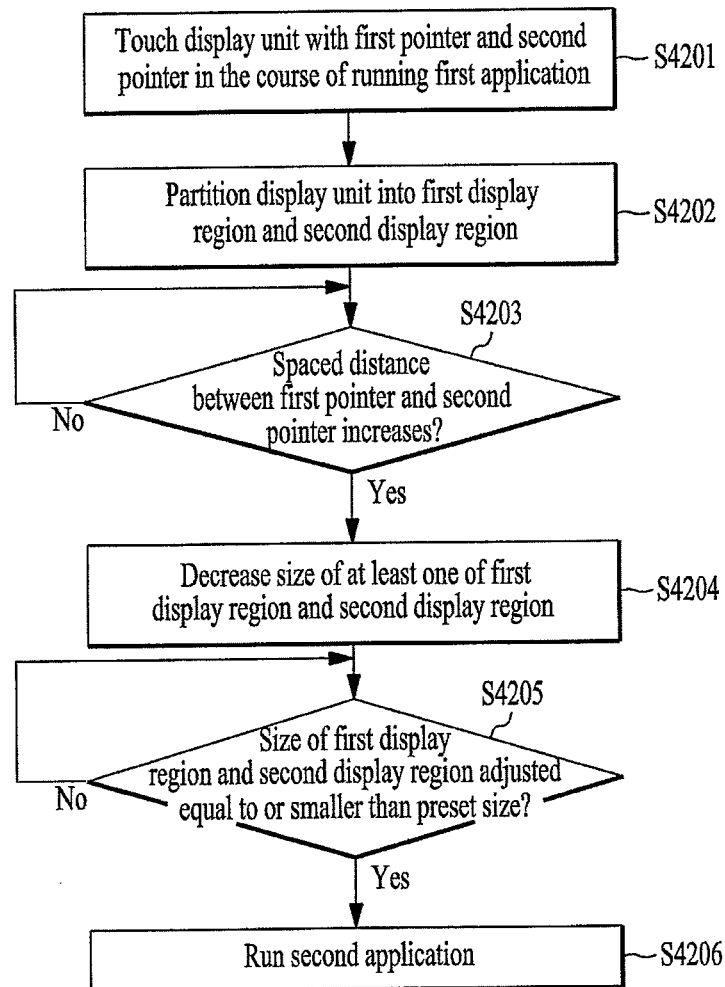 Touch display unit with first pointer and second
pointer in the course of running first application
S4201
Partition display unit into first display
region and second display region
S4202
S4203
Spaced distance
between first pointer and second
pointer increases?
No
Yes
Decrease size of at least one of first
display region and second display region
S4204
S4205
Size of first display
region and second display region adjusted
equal to or smaller than preset size?
No
Yes
Run second application
S4206